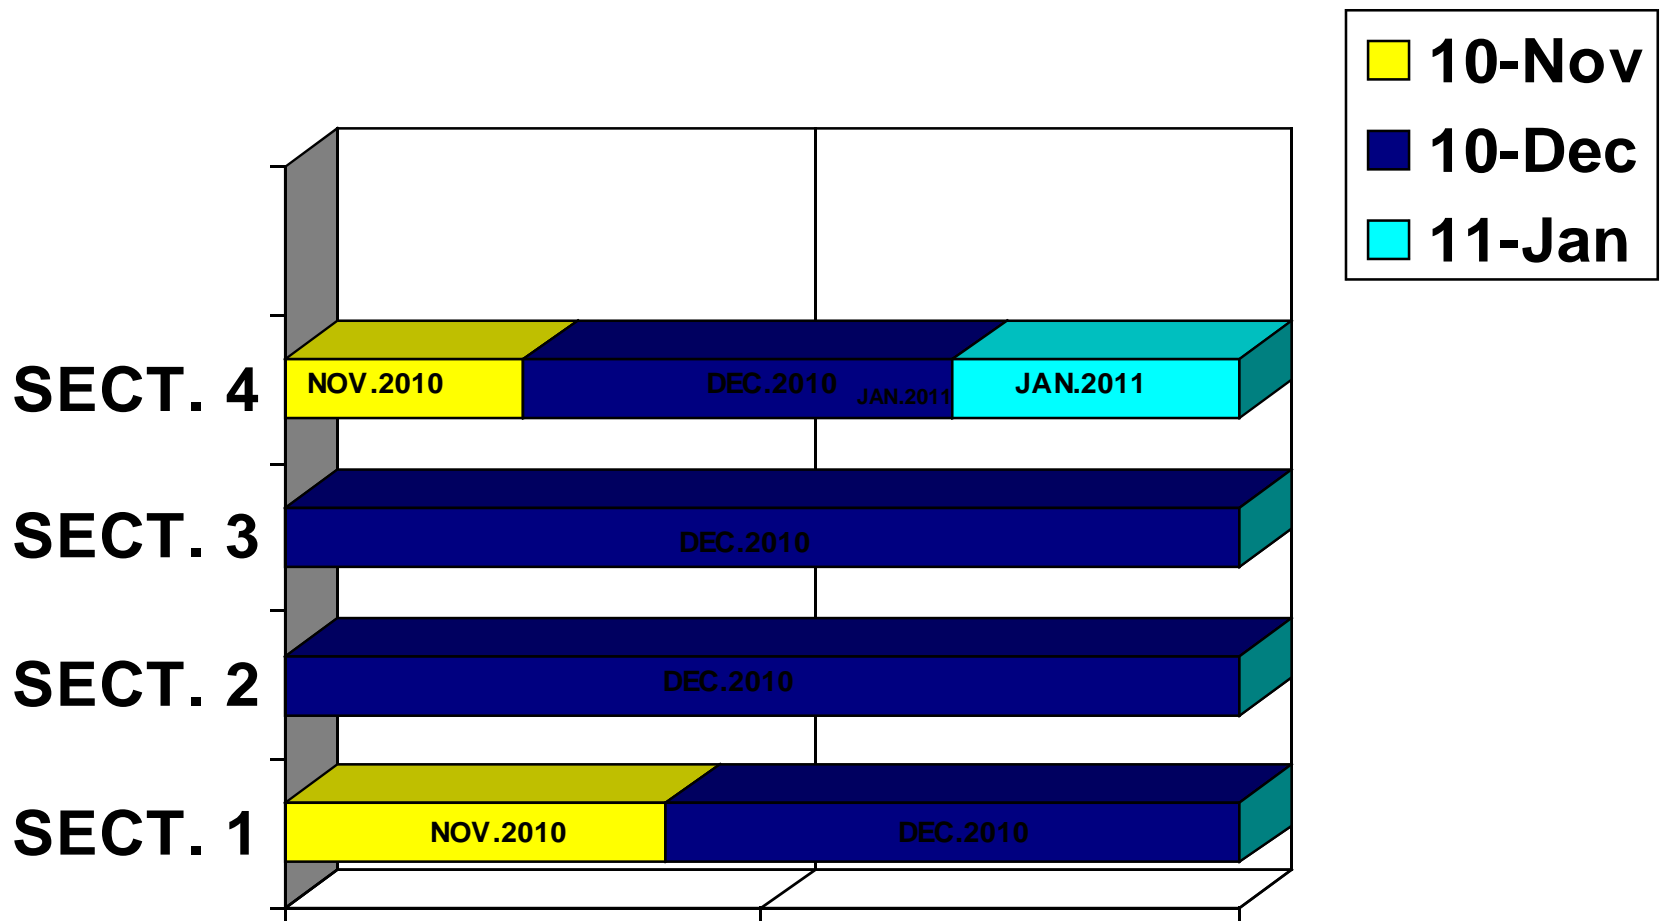 10-Nov
10-Dec
11-Jan
SECT. 4
NOV.2010
DEC.2010
JAN.2011
JAN.2011
SECT. 3
DEC.2010
SECT. 2
DEC.2010
SECT. 1
NOV.2010
DEC.2010